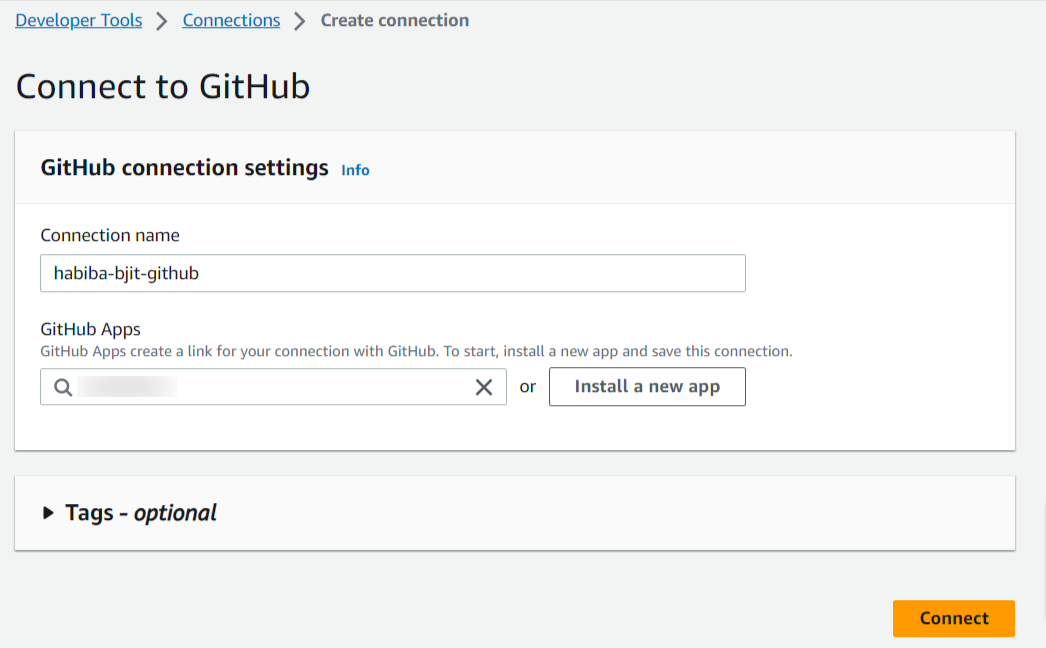 Developer Tools > Connections > Create connection
Connect to GitHub
GitHub connection settings Info
Connection name
habiba-bjit-github
GitHub Apps
GitHub Apps create a link for your connection with GitHub. To start, install a new app and save this connection.
or Install a new app
Tags - optional
Connect